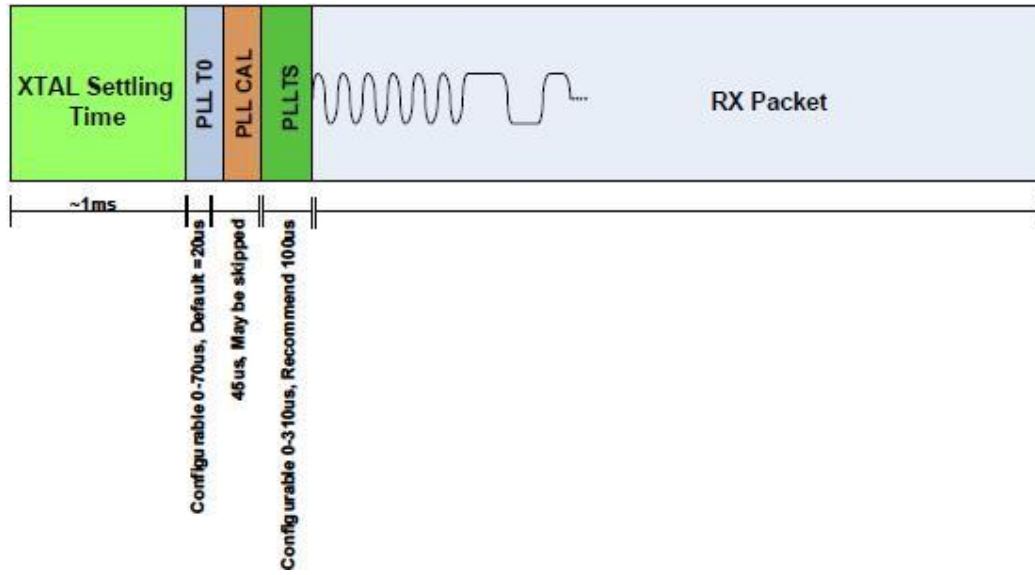 XTAL Settling
Time
PLL T0
PLL CAL
PLLTS
RX Packet
~1ms
Configurable 0-70us, Default =20us
45us, May be skipped
Configurable 0-310us, Recommend 100us